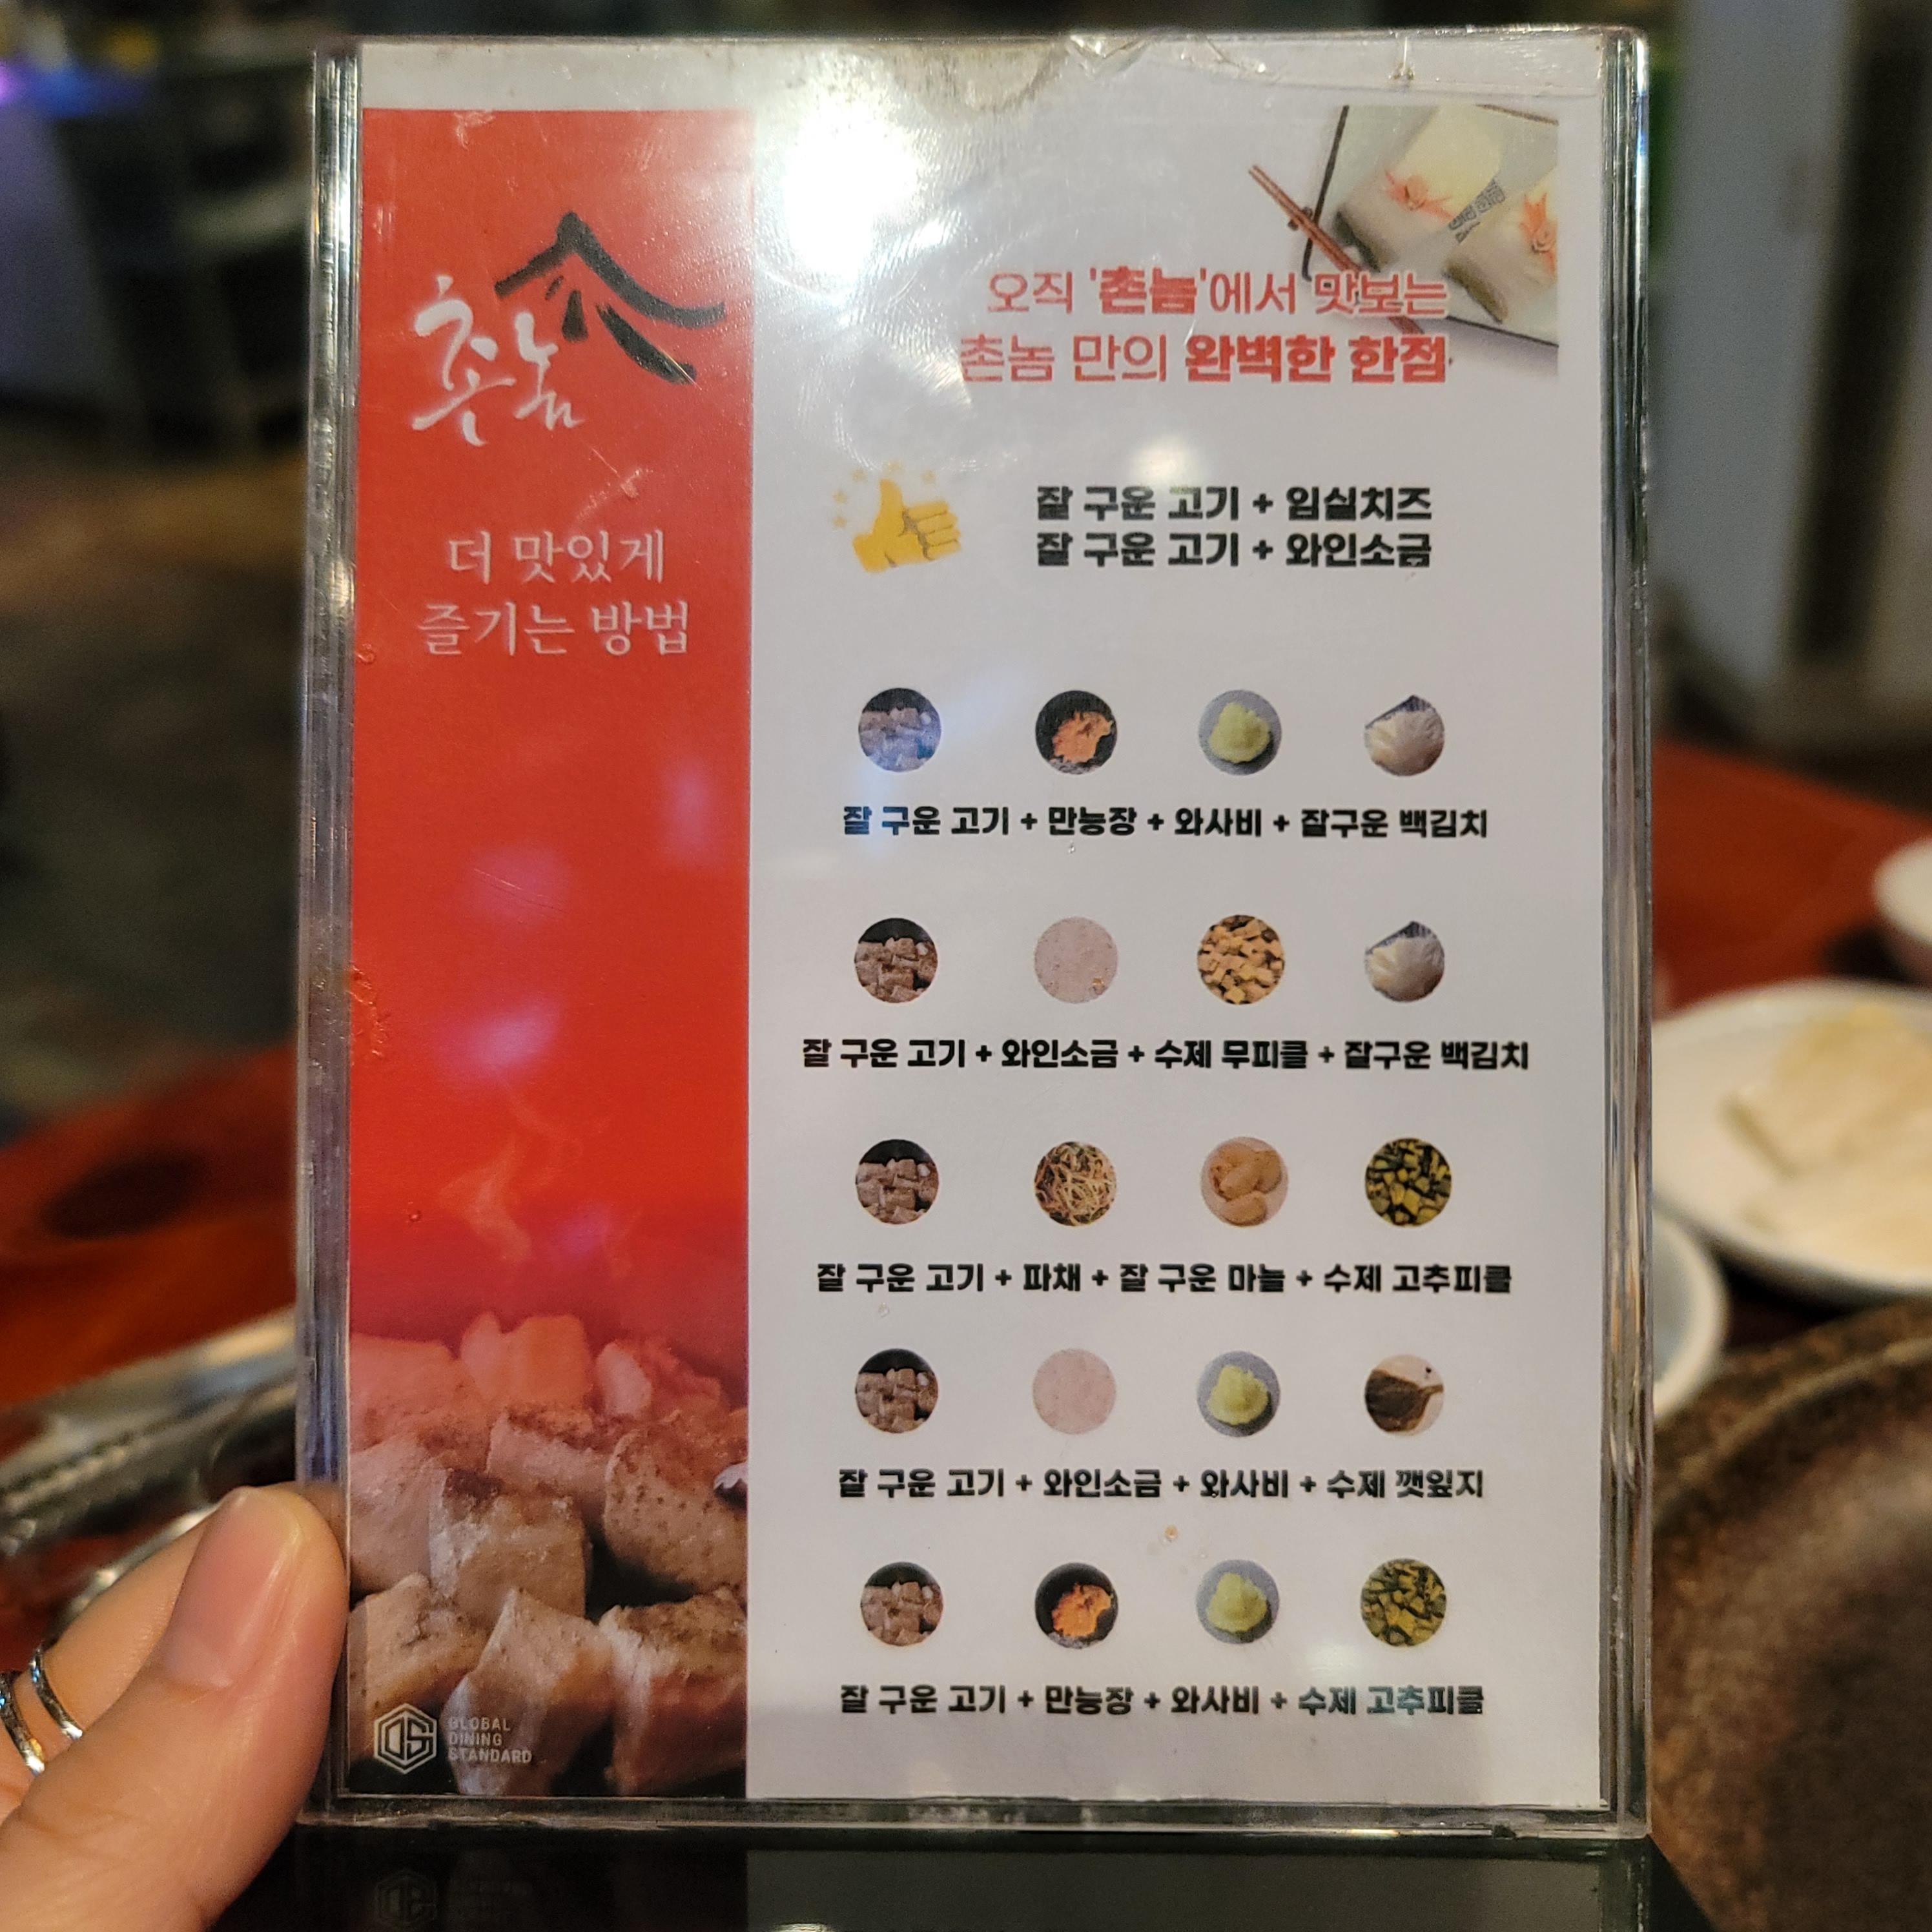 촌놈
더 맛있게
즐기는 방법
오직 '촌놈'에서 맛보는
촌놈 만의 완벽한 한점
잘 구운 고기 + 임실치즈
잘 구운 고기 + 와인소금
잘 구운 고기 + 만능장 + 와사비 + 잘구운 백김치
잘 구운 고기 + 와인소금 + 수제 무피클 + 잘구운 백김치
잘 구운 고기 + 파채 + 잘 구운 마늘 + 수제 고추피클
잘 구운 고기 + 와인소금 + 와사비 + 수제 깻잎지
잘 구운 고기 + 만능장 + 와사비 + 수제 고추피클
GLOBAL
DINING
STANDARD